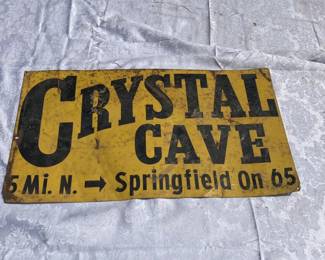 CRYSTAL
CAVE
5 Mi. N. → Springfield On 65